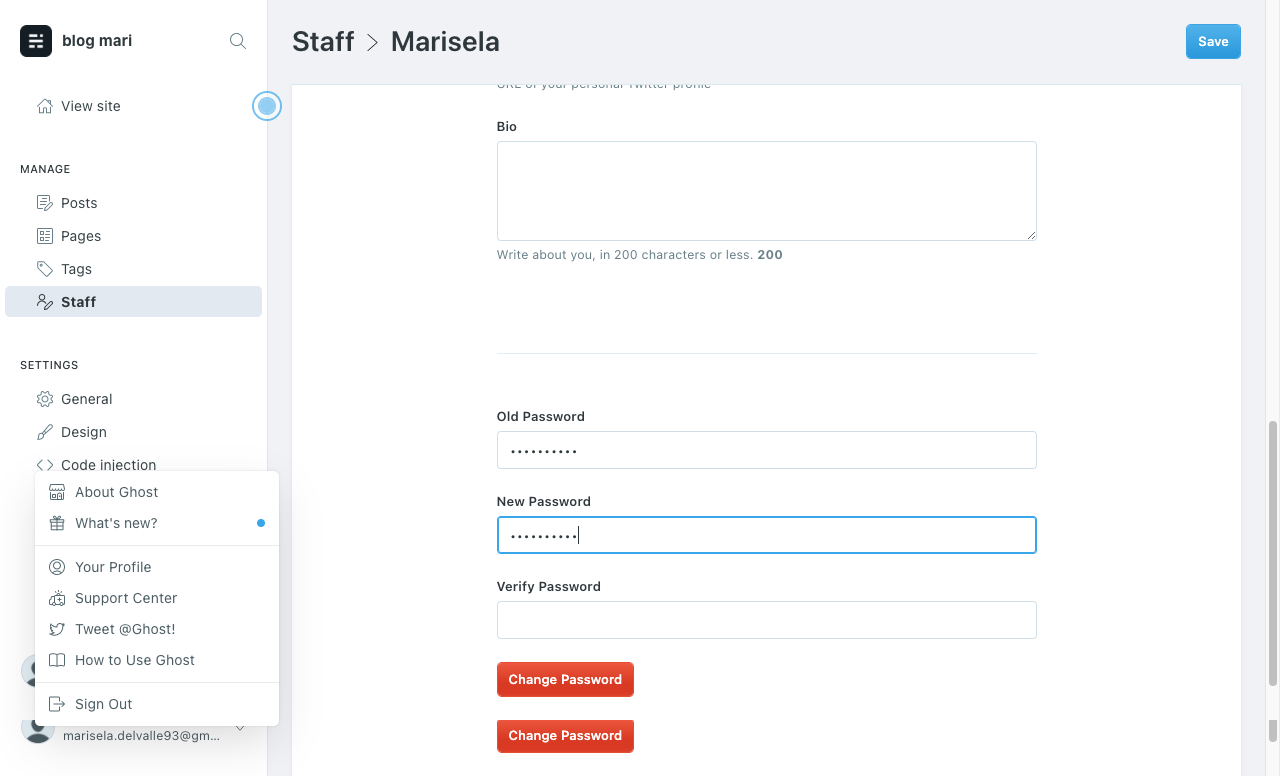 blog mari
View site
MANAGE
Posts
Pages
Tags
Staff
SETTINGS
General
Design
Code injection
About Ghost
What's new?
Your Profile
Support Center
Tweet @Ghost!
How to Use Ghost
Sign Out
marisela.delvalle93@gm...
Staff > Marisela
Save
URL of your personal Twitter profile
Bio
Write about you, in 200 characters or less. 200
Old Password
••••••••••
New Password
••••••••••
Verify Password
Change Password
Change Password